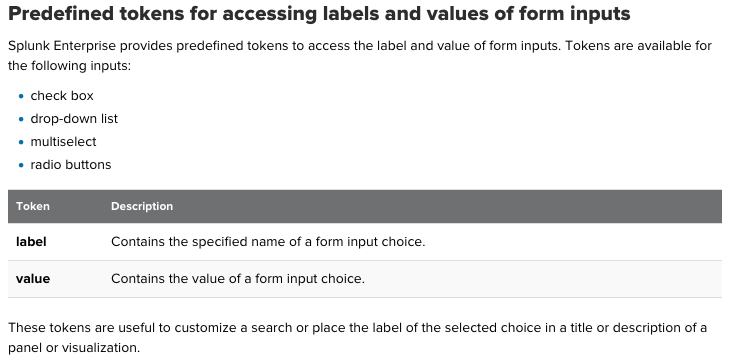 Predefined tokens for accessing labels and values of form inputs
Splunk Enterprise provides predefined tokens to access the label and value of form inputs. Tokens are available for
the following inputs:
• check box
• drop-down list
• multiselect
• radio buttons
Token Description
label Contains the specified name of a form input choice.
value Contains the value of a form input choice.
These tokens are useful to customize a search or place the label of the selected choice in a title or description of a
panel or visualization.